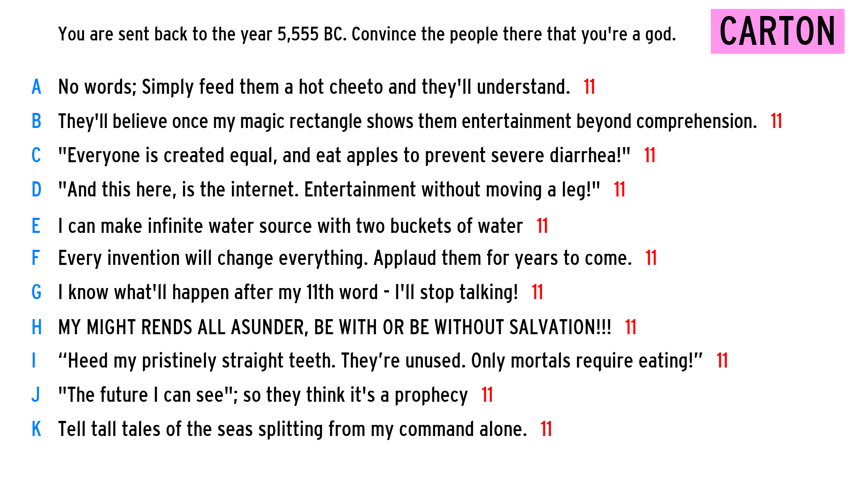 You are sent back to the year 5,555 BC. Convince the people there that you're a god.
CARTON
A No words; Simply feed them a hot cheeto and they'll understand. 11
B They'll believe once my magic rectangle shows them entertainment beyond comprehension. 11
C "Everyone is created equal, and eat apples to prevent severe diarrhea!" 11
D "And this here, is the internet. Entertainment without moving a leg!" 11
E I can make infinite water source with two buckets of water 11
F Every invention will change everything. Applaud them for years to come. 11
G I know what'll happen after my 11th word - I'll stop talking! 11
H MY MIGHT RENDS ALL ASUNDER, BE WITH OR BE WITHOUT SALVATION!!! 11
I “Heed my pristinely straight teeth. They’re unused. Only mortals require eating!” 11
J "The future I can see"; so they think it's a prophecy 11
K Tell tall tales of the seas splitting from my command alone. 11